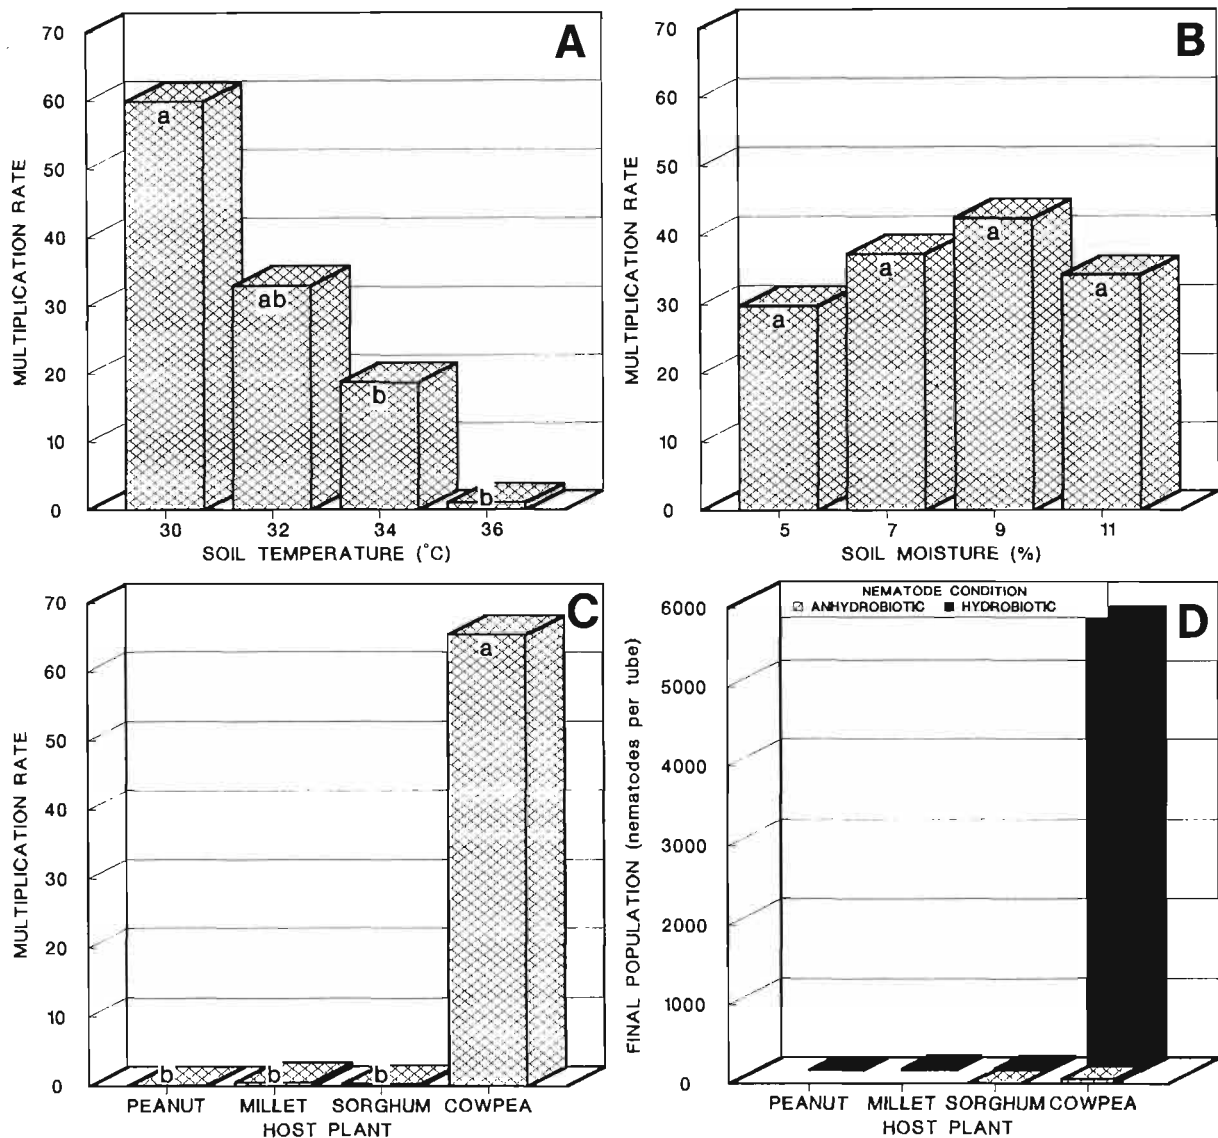 A
MULTIPLICATION RATE
70
60
50
40
30
20
10
0
a
ab
b
b
30 32 34 36
SOIL TEMPERATURE (°C)
B
MULTIPLICATION RATE
70
60
50
40
30
20
10
0
a
a
a
a
5 7 9 11
SOIL MOISTURE (%)
C
MULTIPLICATION RATE
70
60
50
40
30
20
10
0
b
b
b
a
PEANUT MILLET SORGHUM COWPEA
HOST PLANT
D
NEMATODE CONDITION
ANHYDROBIOTIC HYDROBIOTIC
FINAL POPULATION (nematodes per tube)
6000
5000
4000
3000
2000
1000
0
PEANUT MILLET SORGHUM COWPEA
HOST PLANT